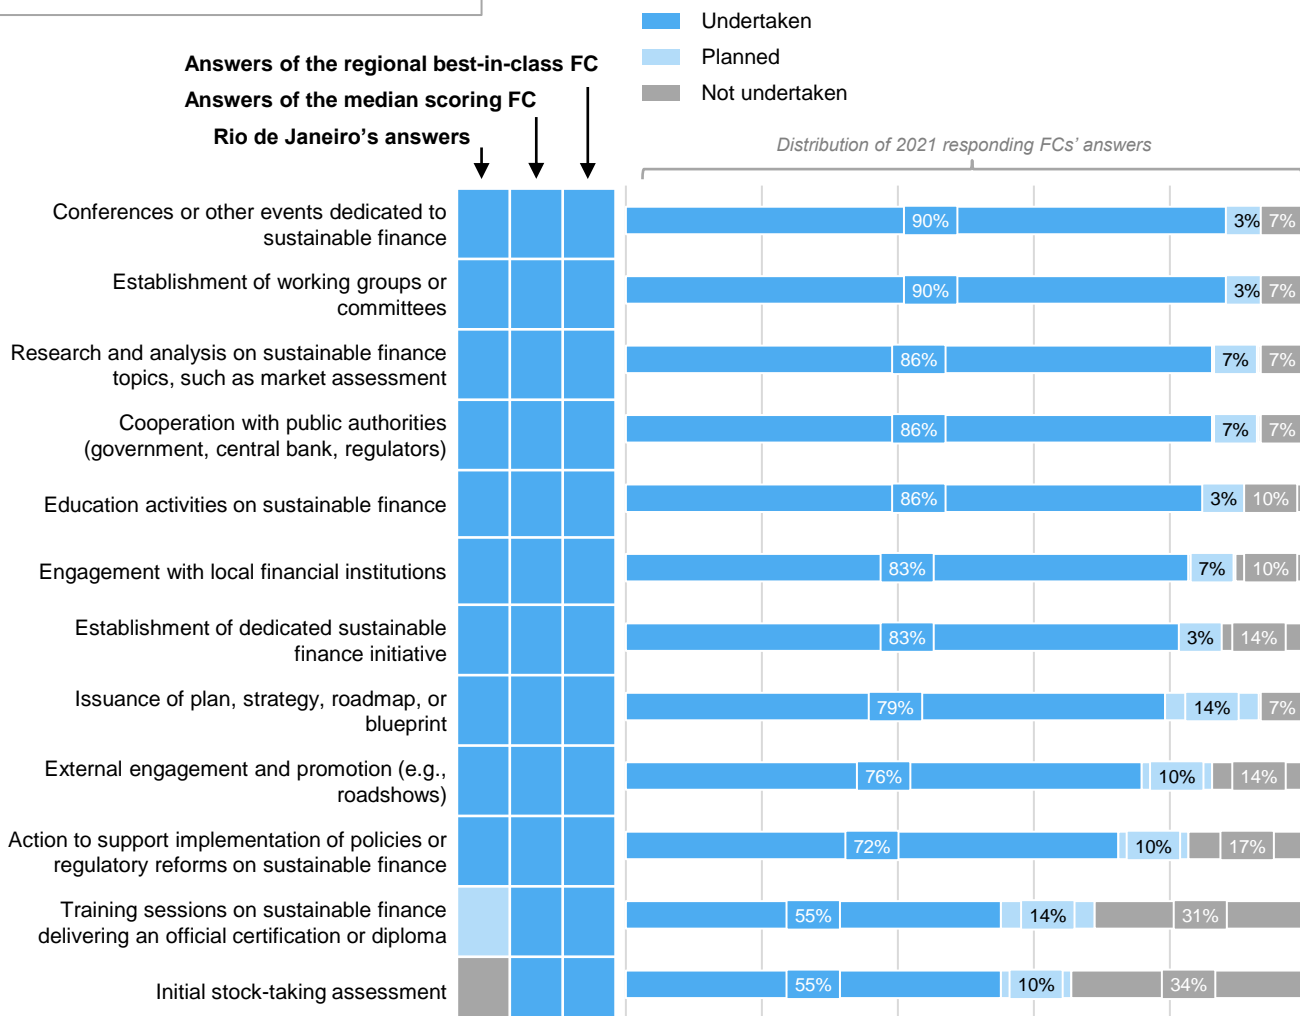 Undertaken
Planned
Not undertaken
Answers of the regional best-in-class FC
Answers of the median scoring FC
Rio de Janeiro’s answers
Distribution of 2021 responding FCs’ answers
Conferences or other events dedicated to
sustainable finance
90% 3% 7%
Establishment of working groups or
committees
90% 3% 7%
Research and analysis on sustainable finance
topics, such as market assessment
86% 7% 7%
Cooperation with public authorities
(government, central bank, regulators)
86% 7% 7%
Education activities on sustainable finance
86% 3% 10%
Engagement with local financial institutions
83% 7% 10%
Establishment of dedicated sustainable
finance initiative
83% 3% 14%
Issuance of plan, strategy, roadmap, or
blueprint
79% 14% 7%
External engagement and promotion (e.g.,
roadshows)
76% 10% 14%
Action to support implementation of policies or
regulatory reforms on sustainable finance
72% 10% 17%
Training sessions on sustainable finance
delivering an official certification or diploma
55% 14% 31%
Initial stock-taking assessment
55% 10% 34%